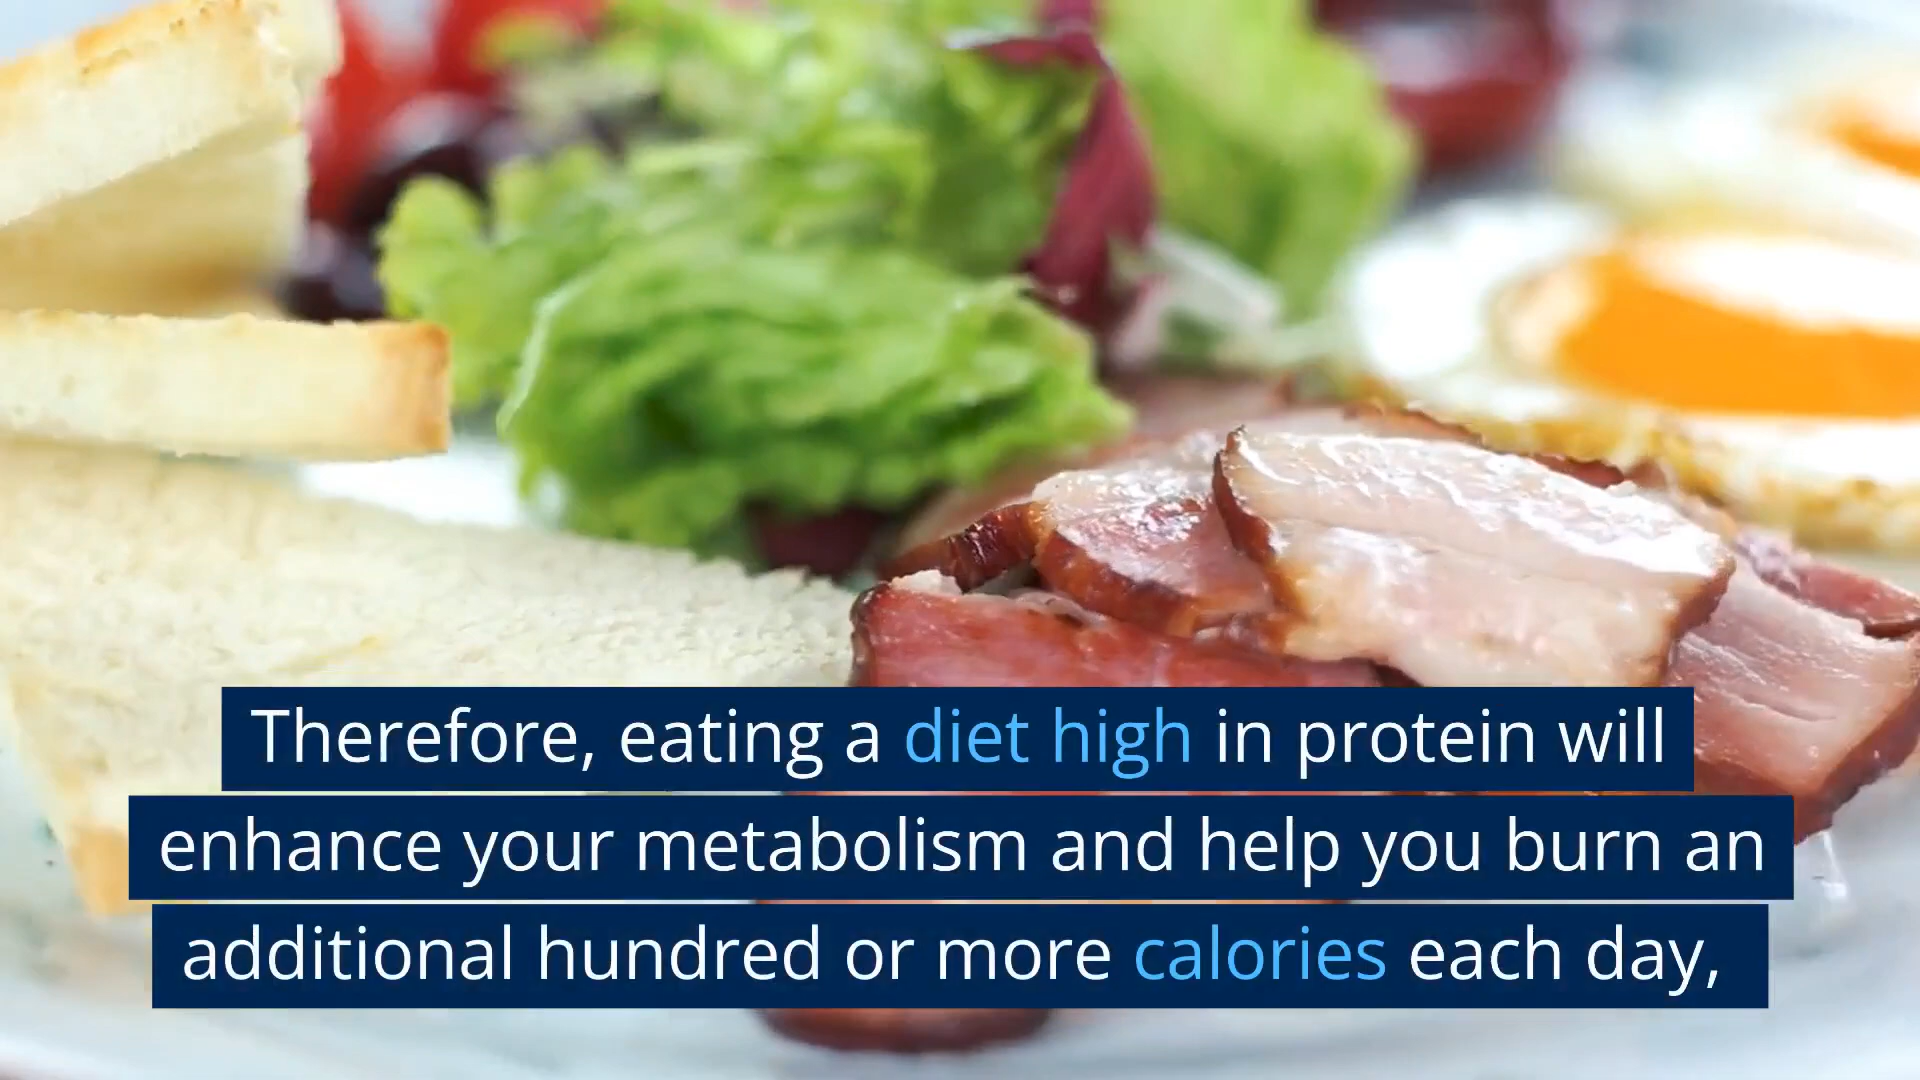 Therefore, eating a diet high in protein will
enhance your metabolism and help you burn an
additional hundred or more calories each day,